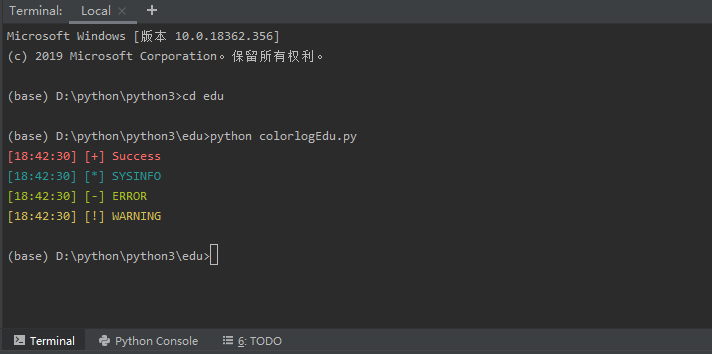 Terminal: Local × +
Microsoft Windows [版本 10.0.18362.356]
(c) 2019 Microsoft Corporation。保留所有权利。
(base) D:\python\python3>cd edu
(base) D:\python\python3\edu>python colorlogEdu.py
[18:42:30] [+] Success
[18:42:30] [*] SYSINFO
[18:42:30] [-] ERROR
[18:42:30] [!] WARNING
(base) D:\python\python3\edu>
Terminal Python Console 6: TODO